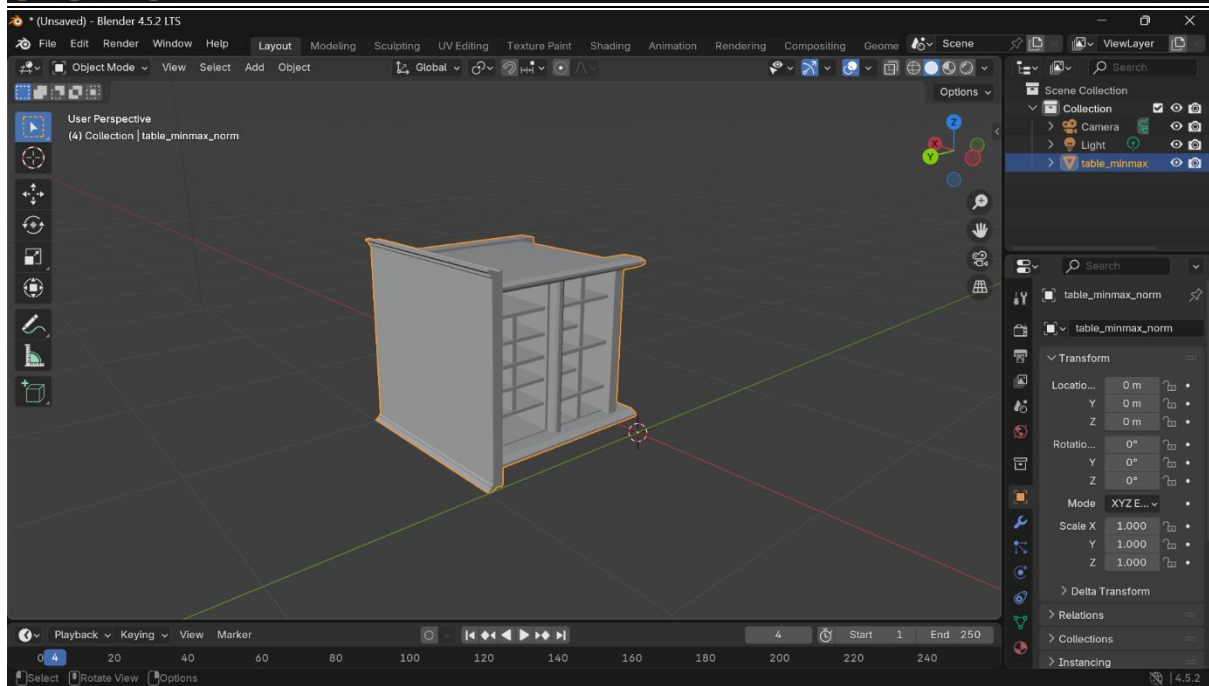 * (Unsaved) - Blender 4.5.2 LTS
File Edit Render Window Help Layout Modeling Sculpting UV Editing Texture Paint Shading Animation Rendering Compositing Geome Scene ViewLayer
Object Mode View Select Add Object Global Search
Options
User Perspective
(4) Collection | table_minmax_norm
Z
X
Y
Scene Collection
Collection
Camera
Light
table_minmax
Search
table_minmax_norm
table_minmax_norm
Transform
Locatio... 0 m
Y 0 m
Z 0 m
Rotatio... 0°
Y 0°
Z 0°
Mode XYZ E...
Scale X 1.000
Y 1.000
Z 1.000
Delta Transform
Relations
Collections
Instancing
Playback Keying View Marker 4 Start 1 End 250
0 4 20 40 60 80 100 120 140 160 180 200 220 240
Select Rotate View Options 4.5.2